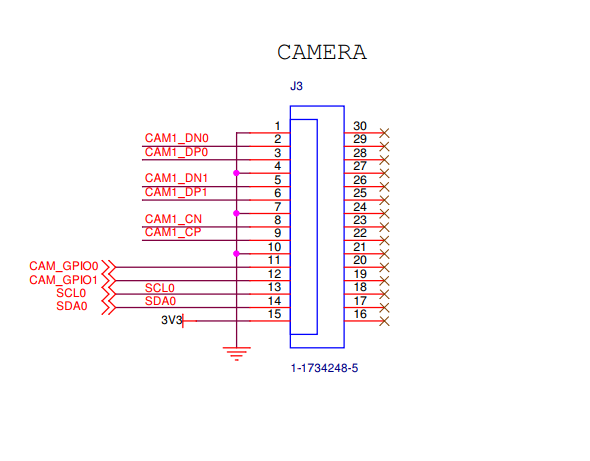 CAMERA
J3
1 30
CAM1_DN0 2 29
CAM1_DP0 3 28
4 27
CAM1_DN1 5 26
CAM1_DP1 6 25
7 24
CAM1_CN 8 23
CAM1_CP 9 22
10 21
CAM_GPIO0 11 20
CAM_GPIO1 12 19
SCL0 SCL0 13 18
SDA0 SDA0 14 17
3V3 15 16
1-1734248-5